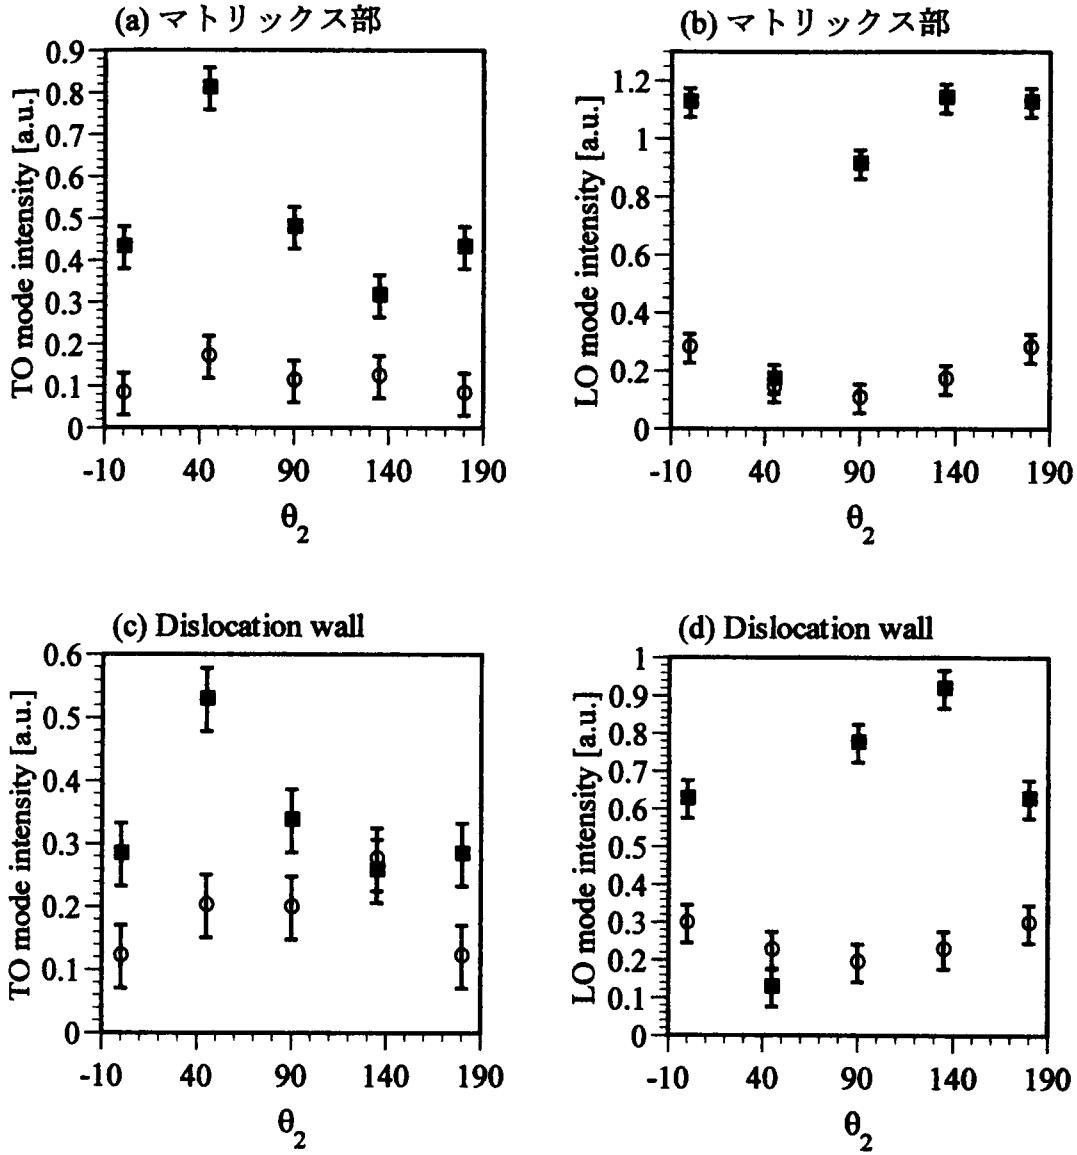 (a) マトリックス部
TO mode intensity [a.u.]
0.9
0.8
0.7
0.6
0.5
0.4
0.3
0.2
0.1
0
-10 40 90 140 190
θ2
(b) マトリックス部
LO mode intensity [a.u.]
1.2
1
0.8
0.6
0.4
0.2
0
-10 40 90 140 190
θ2
(c) Dislocation wall
TO mode intensity [a.u.]
0.6
0.5
0.4
0.3
0.2
0.1
0
-10 40 90 140 190
θ2
(d) Dislocation wall
LO mode intensity [a.u.]
1
0.9
0.8
0.7
0.6
0.5
0.4
0.3
0.2
0.1
0
-10 40 90 140 190
θ2